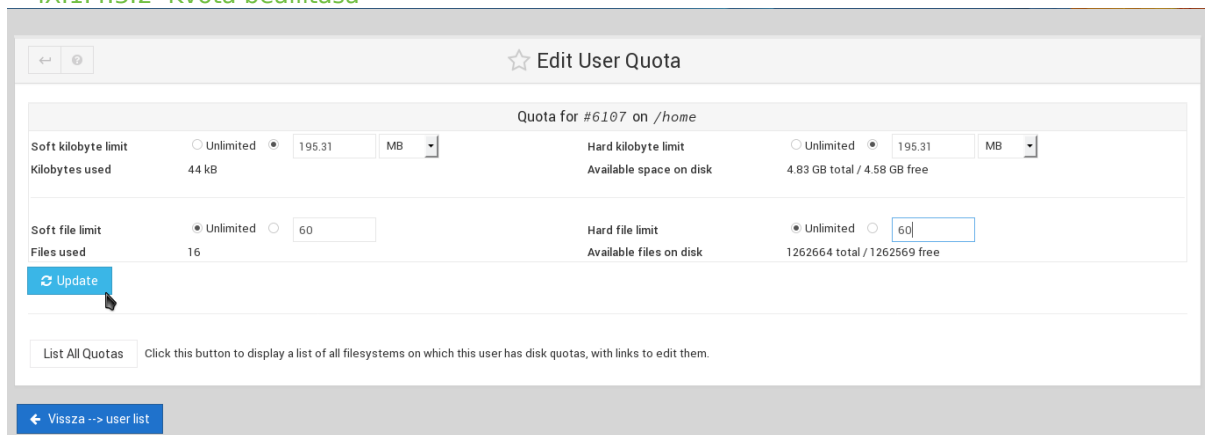 Edit User Quota
Quota for #6107 on /home
Soft kilobyte limit Unlimited 195.31 MB Hard kilobyte limit Unlimited 195.31 MB
Kilobytes used 44 kB Available space on disk 4.83 GB total / 4.58 GB free
Soft file limit Unlimited 60 Hard file limit Unlimited 60
Files used 16 Available files on disk 1262664 total / 1262569 free
Update
List All Quotas Click this button to display a list of all filesystems on which this user has disk quotas, with links to edit them.
Vissza --> user list